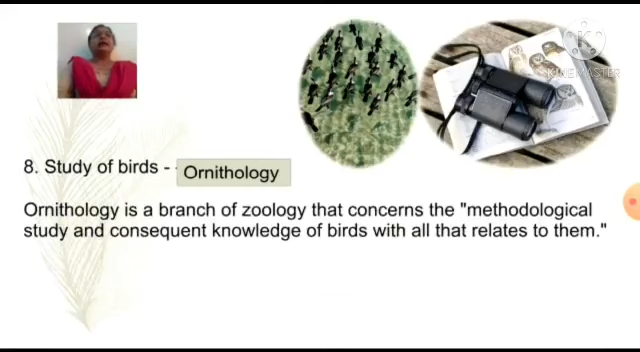 KINEMASTER
8. Study of birds - Ornithology
Ornithology is a branch of zoology that concerns the "methodological
study and consequent knowledge of birds with all that relates to them."